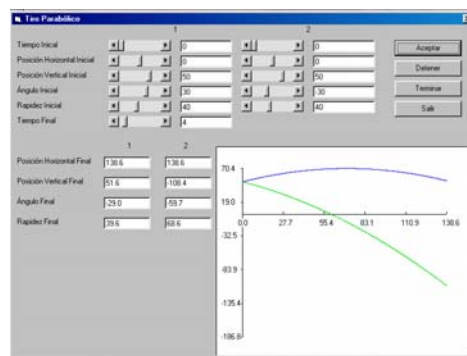 Tiro Parabólico
1 2
Tiempo Inicial 0 0
Posición Horizontal Inicial 0 0
Posición Vertical Inicial 50 50
Ángulo Inicial 30 -30
Rapidez Inicial 40 40
Tiempo Final 4
Aceptar
Detener
Terminar
Salir
1 2
Posición Horizontal Final 138.6 138.6
Posición Vertical Final 51.6 -108.4
Ángulo Final -29.0 -59.7
Rapidez Final 39.6 68.6
70.4
19.0
0.0 27.7 55.4 83.1 110.9 138.6
-32.5
-83.9
-135.4
-186.8